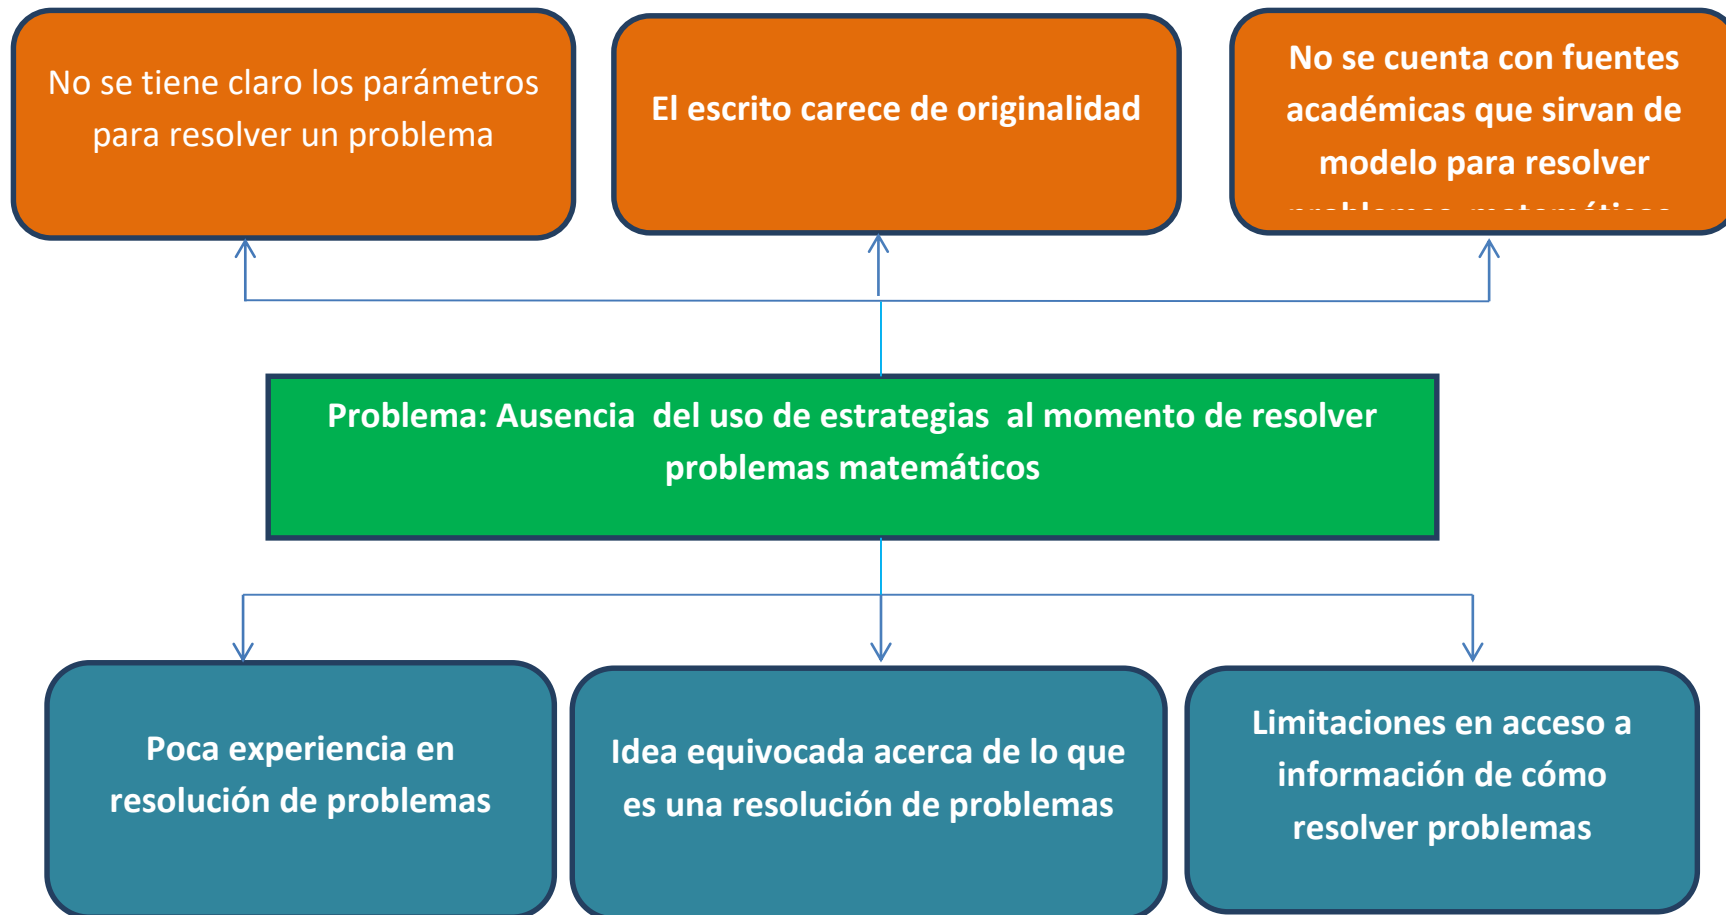 No se tiene claro los parámetros
para resolver un problema
El escrito carece de originalidad
No se cuenta con fuentes
académicas que sirvan de
modelo para resolver
problemas matemáticos
Problema: Ausencia del uso de estrategias al momento de resolver
problemas matemáticos
Poca experiencia en
resolución de problemas
Idea equivocada acerca de lo que
es una resolución de problemas
Limitaciones en acceso a
información de cómo
resolver problemas